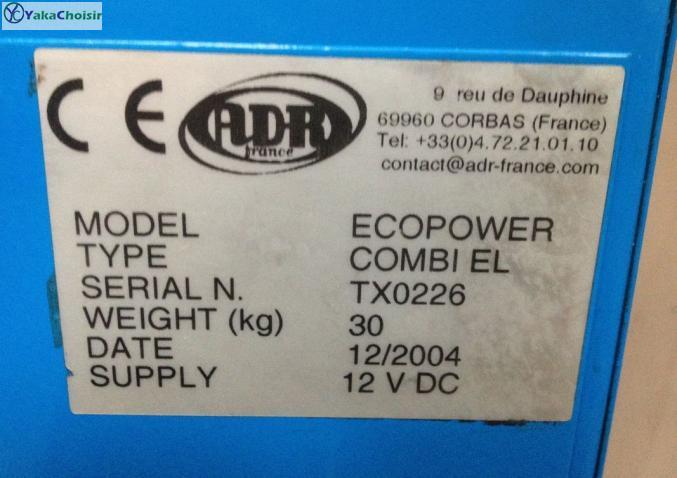 YakaChoisir
CE
ADR
france
9 reu de Dauphine
69960 CORBAS (France)
Tel: +33(0)4.72.21.01.10
contact@adr-france.com
MODEL ECOPOWER
TYPE COMBI EL
SERIAL N. TX0226
WEIGHT (kg) 30
DATE 12/2004
SUPPLY 12 V DC